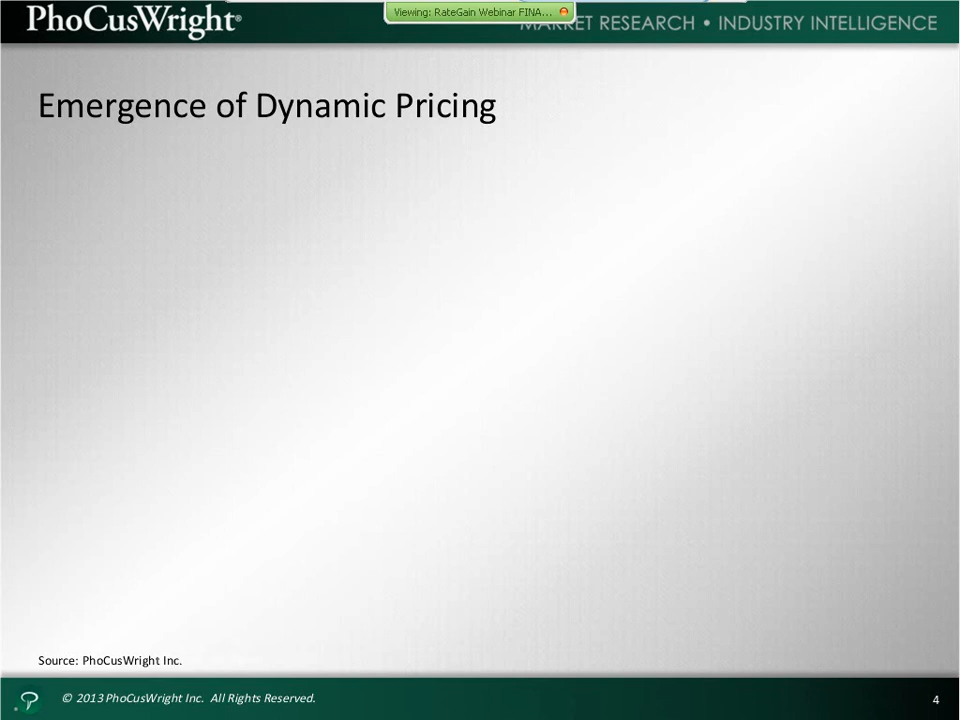 PhoCusWright®
Viewing: RateGain Webinar FINA...
MARKET RESEARCH • INDUSTRY INTELLIGENCE
Emergence of Dynamic Pricing
Source: PhoCusWright Inc.
© 2013 PhoCusWright Inc. All Rights Reserved.
4